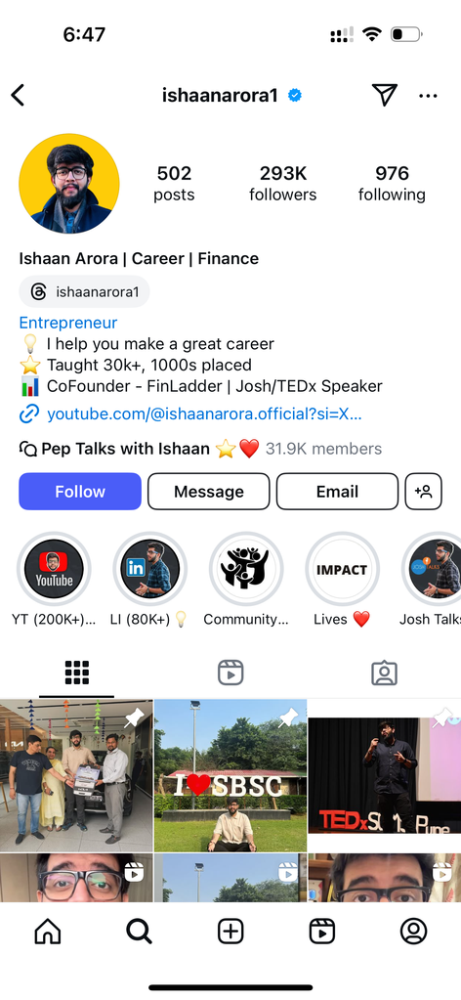 6:47
ishaanarora1
502
posts
293K
followers
976
following
Ishaan Arora | Career | Finance
ishaanarora1
Entrepreneur
💡 I help you make a great career
⭐ Taught 30k+, 1000s placed
📊 CoFounder - FinLadder | Josh/TEDx Speaker
youtube.com/@ishaanarora.official?si=X...
Pep Talks with Ishaan ⭐❤️ 31.9K members
Follow
Message
Email
YouTube
in
IMPACT
JOSH TALKS
YT (200K+)...
LI (80K+)💡
Community...
Lives ❤️
Josh Talks
I ❤️ SBSC
TEDx
Pune